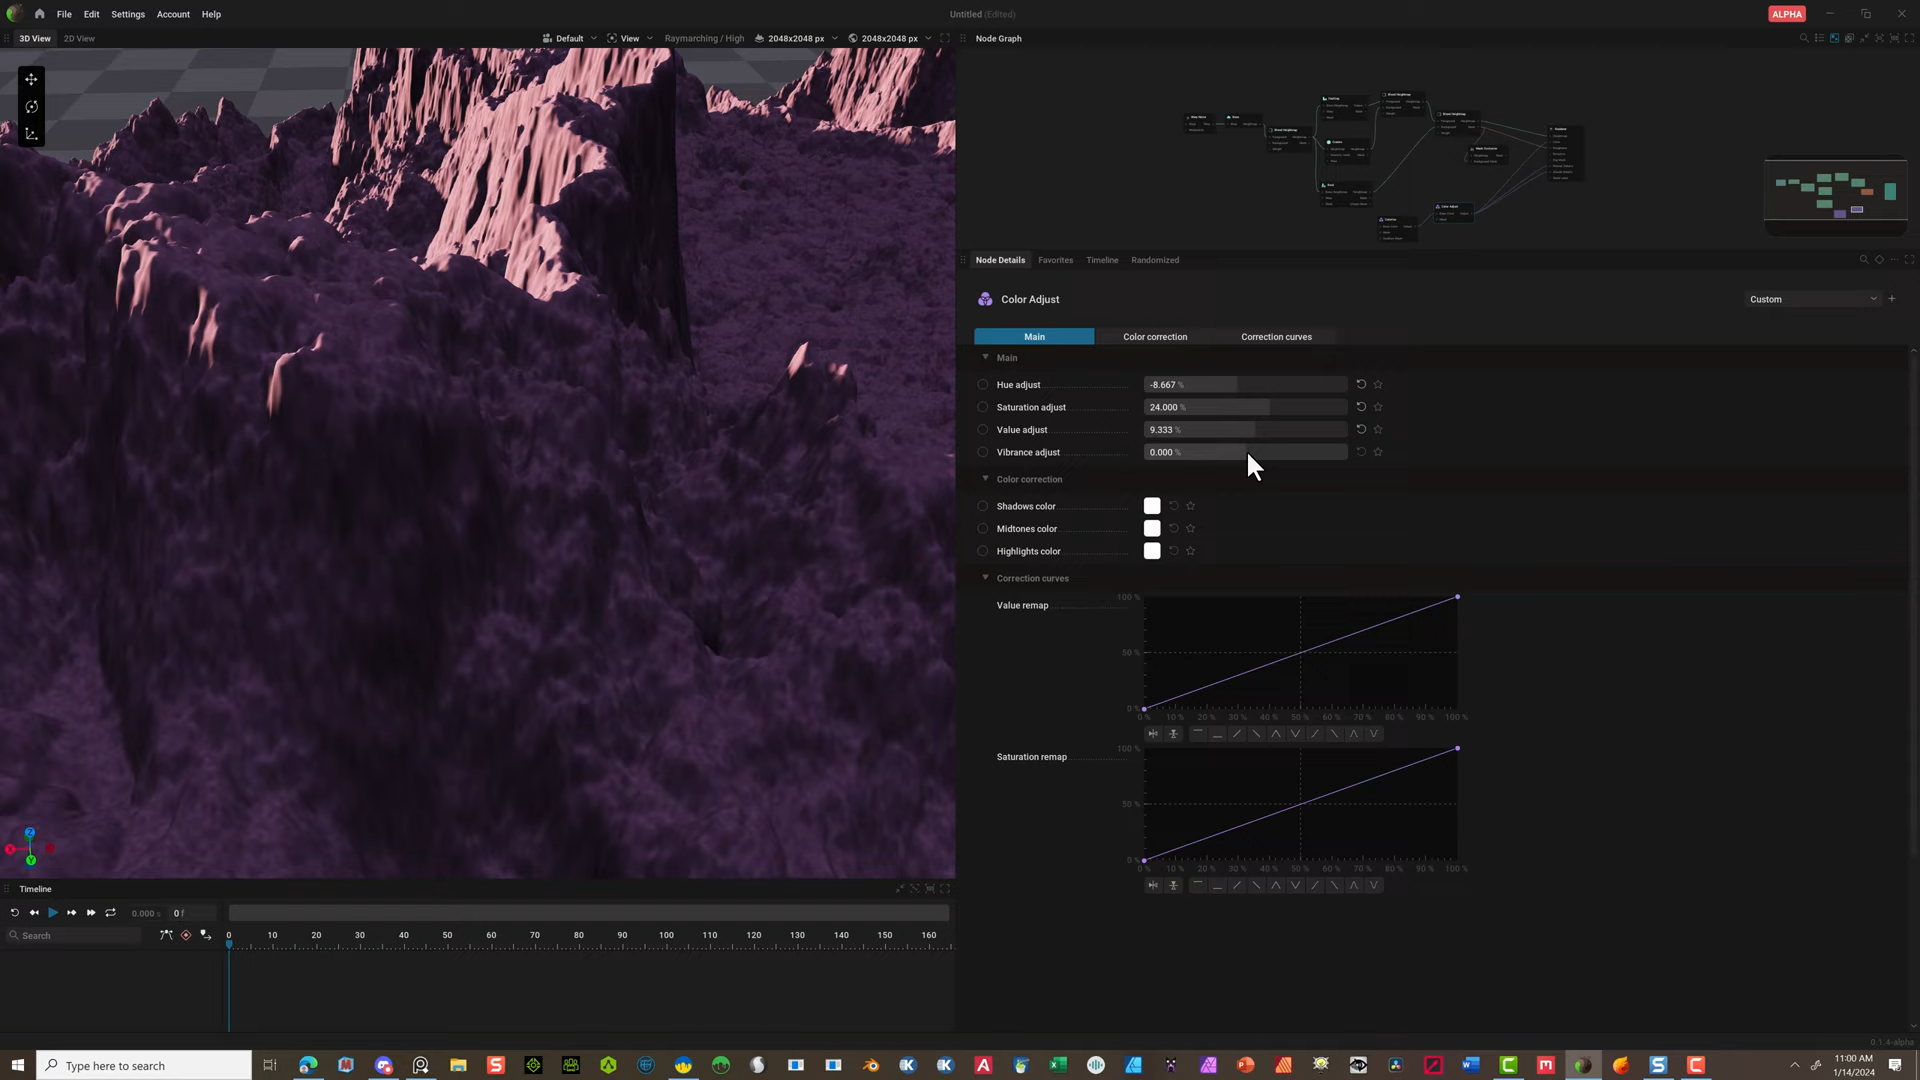 File Edit Settings Account Help
Untitled (Edited)
ALPHA
3D View 2D View
Default View Raymarching / High 2048x2048 px 2048x2048 px
Node Graph
Node Details Favorites Timeline Randomized
Color Adjust
Custom
Main Color correction Correction curves
Main
Hue adjust -8.667 %
Saturation adjust 24.000 %
Value adjust 9.333 %
Vibrance adjust 0.000 %
Color correction
Shadows color
Midtones color
Highlights color
Correction curves
Value remap
100 %
50 %
0 %
0 % 10 % 20 % 30 % 40 % 50 % 60 % 70 % 80 % 90 % 100 %
Saturation remap
100 %
50 %
0 %
0 % 10 % 20 % 30 % 40 % 50 % 60 % 70 % 80 % 90 % 100 %
Z
X
Y
Timeline
0.000 s 0 f
Search
0 10 20 30 40 50 60 70 80 90 100 110 120 130 140 150 160
0.1.4-alpha
Type here to search
11:00 AM
1/14/2024